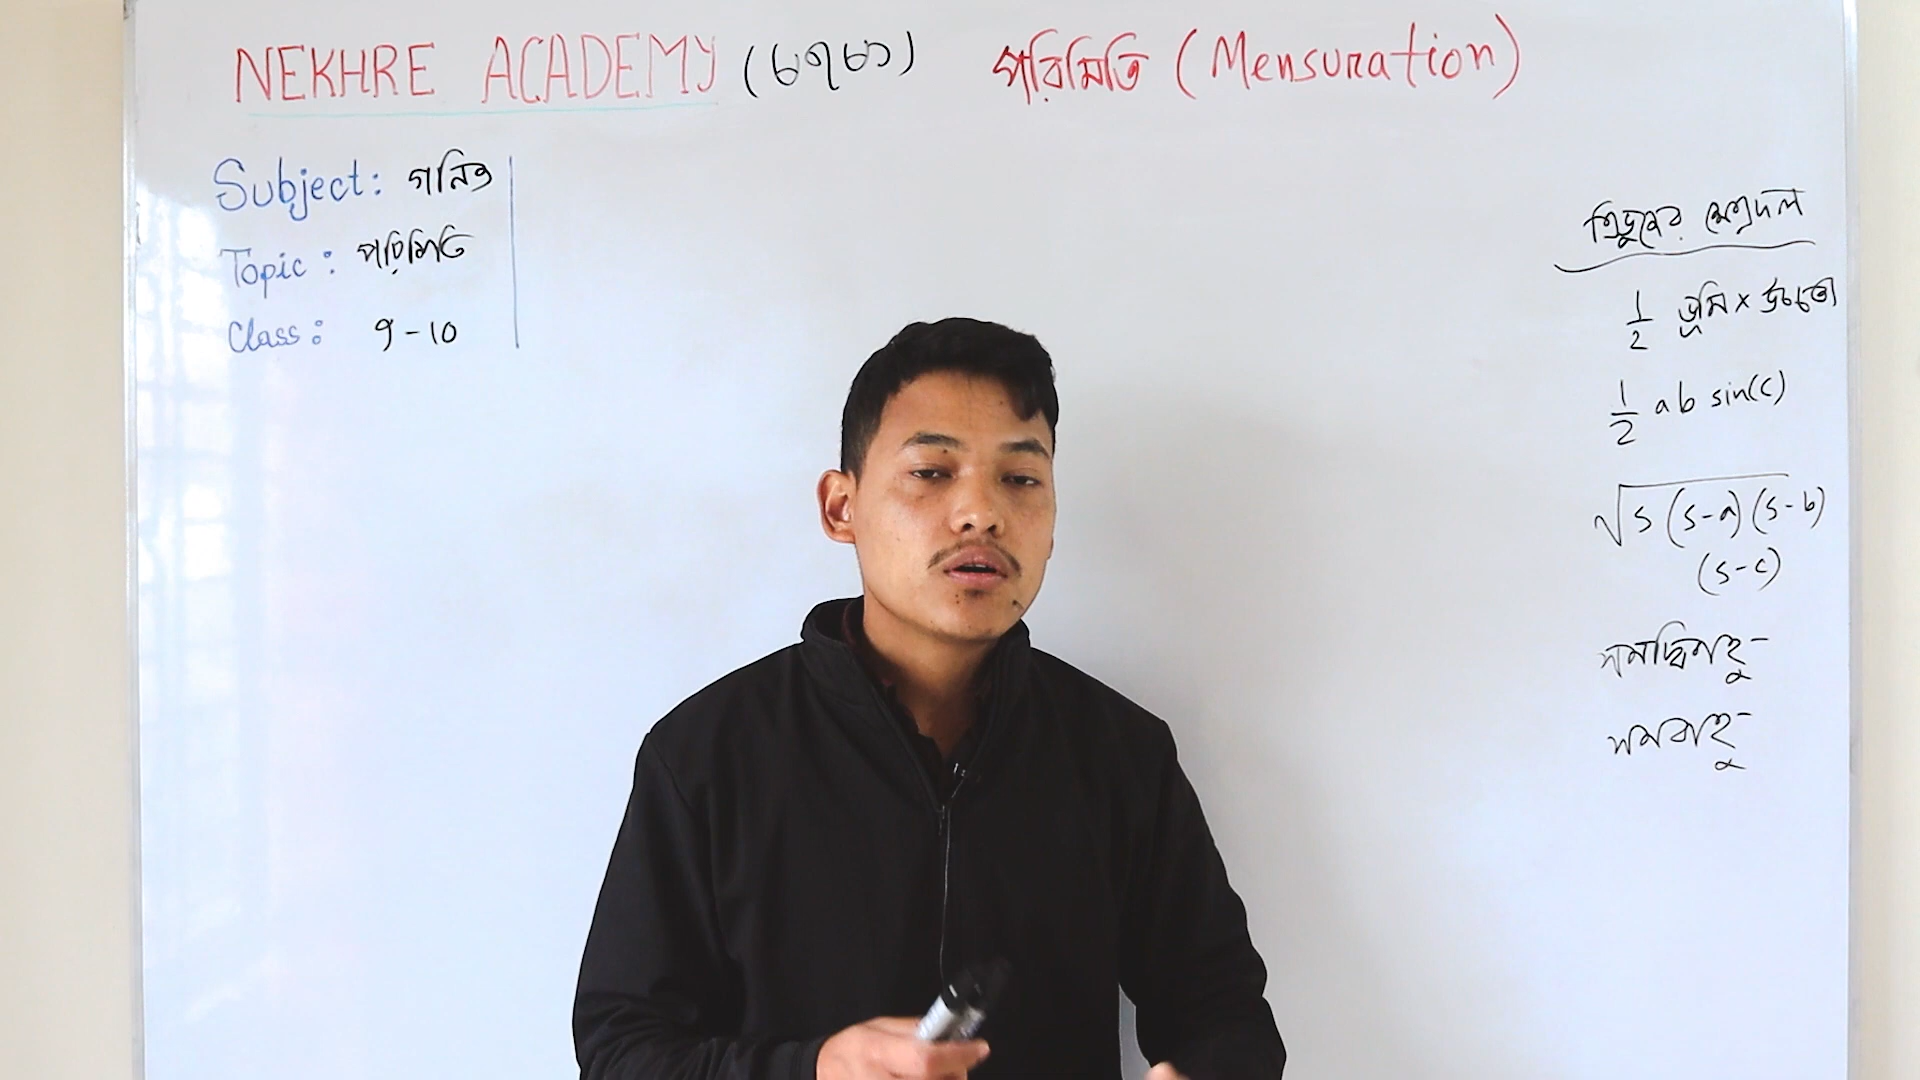 NEKHRE ACADEMY (চাকমা) পরিমিতি (Mensuration)
Subject: গনিত
Topic: পরিমিতি
Class: 9-10
ত্রিভুজের ক্ষেত্রফল
1/2 ভূমি × উচ্চতা
1/2 ab sin(c)
√s (s-a) (s-b)
(s-c)
সমদ্বিবাহু-
সমবাহু-